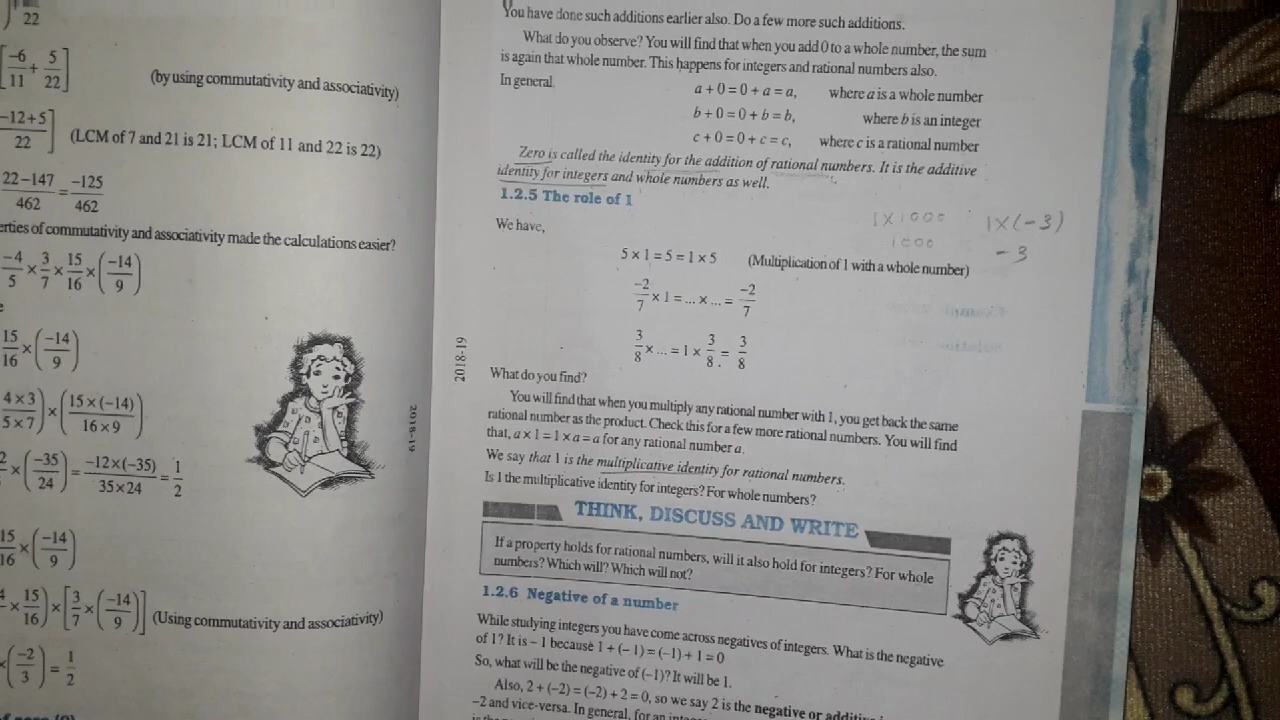 22
[-6/11 + 5/22] (by using commutativity and associativity)
-12+5/22] (LCM of 7 and 21 is 21; LCM of 11 and 22 is 22)
22-147/462 = -125/462
erties of commutativity and associativity made the calculations easier?
-4/5 × 3/7 × 15/16 × (-14/9)
15/16 × (-14/9)
4×3/5×7) × (15×(-14)/16×9)
× (-35/24) = -12×(-35)/35×24 = 1/2
15/16 × (-14/9)
× 15/16) × [3/7 × (-14/9)] (Using commutativity and associativity)
× (-2/3) = 1/2
2018-19
You have done such additions earlier also. Do a few more such additions.
What do you observe? You will find that when you add 0 to a whole number, the sum
is again that whole number. This happens for integers and rational numbers also.
In general,
a + 0 = 0 + a = a, where a is a whole number
b + 0 = 0 + b = b, where b is an integer
c + 0 = 0 + c = c, where c is a rational number
Zero is called the identity for the addition of rational numbers. It is the additive
identity for integers and whole numbers as well.
1.2.5 The role of 1
1×1000 1×(-3)
1000 -3
We have,
5 × 1 = 5 = 1 × 5 (Multiplication of 1 with a whole number)
-2/7 × 1 = ... × ... = -2/7
3/8 × ... = 1 × 3/8 = 3/8
2018-19
What do you find?
You will find that when you multiply any rational number with 1, you get back the same
rational number as the product. Check this for a few more rational numbers. You will find
that, a × 1 = 1 × a = a for any rational number a.
We say that 1 is the multiplicative identity for rational numbers.
Is 1 the multiplicative identity for integers? For whole numbers?
THINK, DISCUSS AND WRITE
If a property holds for rational numbers, will it also hold for integers? For whole
numbers? Which will? Which will not?
1.2.6 Negative of a number
While studying integers you have come across negatives of integers. What is the negative
of 1? It is – 1 because 1 + (– 1) = (–1) + 1 = 0
So, what will be the negative of (–1)? It will be 1.
Also, 2 + (–2) = (–2) + 2 = 0, so we say 2 is the negative or
–2 and vice-versa. In general, for an